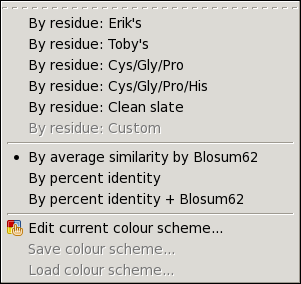 By residue: Erik's
By residue: Toby's
By residue: Cys/Gly/Pro
By residue: Cys/Gly/Pro/His
By residue: Clean slate
By residue: Custom
By average similarity by Blosum62
By percent identity
By percent identity + Blosum62
Edit current colour scheme...
Save colour scheme...
Load colour scheme...